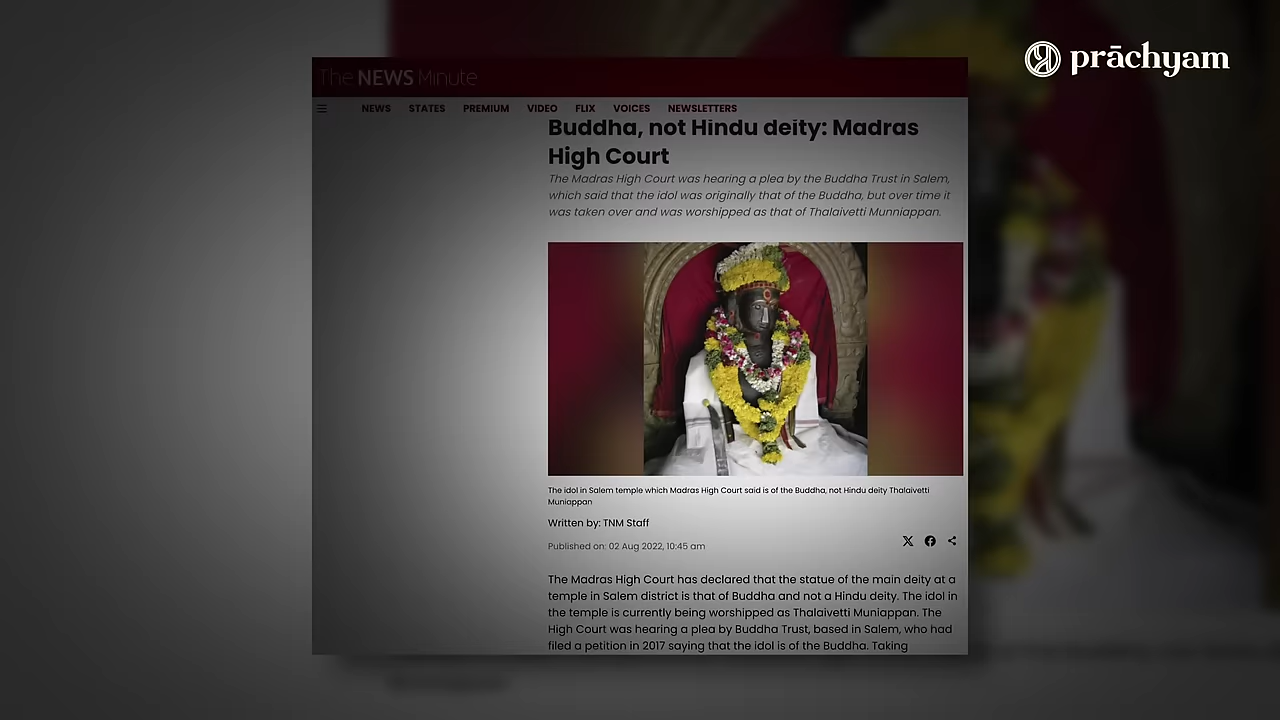 prāchyam
The NEWS Minute
NEWS STATES PREMIUM VIDEO FLIX VOICES NEWSLETTERS
Buddha, not Hindu deity: Madras
High Court
The Madras High Court was hearing a plea by the Buddha Trust in Salem,
which said that the idol was originally that of the Buddha, but over time it
was taken over and was worshipped as that of Thalaivetti Munniappan.
The idol in Salem temple which Madras High Court said is of the Buddha, not Hindu deity Thalaivetti
Muniappan
Written by: TNM Staff
Published on: 02 Aug 2022, 10:45 am
The Madras High Court has declared that the statue of the main deity at a
temple in Salem district is that of Buddha and not a Hindu deity. The idol in
the temple is currently being worshipped as Thalaivetti Muniappan. The
High Court was hearing a plea by Buddha Trust, based in Salem, who had
filed a petition in 2017 saying that the idol is of the Buddha. Taking